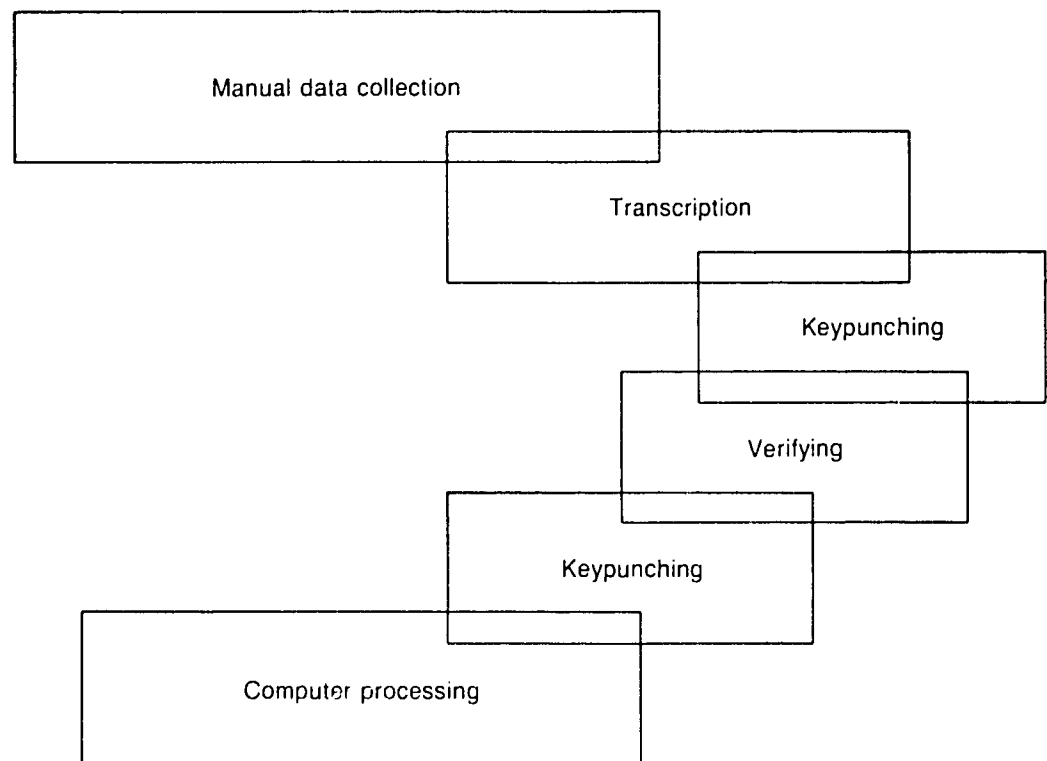 Manual data collection
Transcription
Keypunching
Verifying
Keypunching
Computer processing